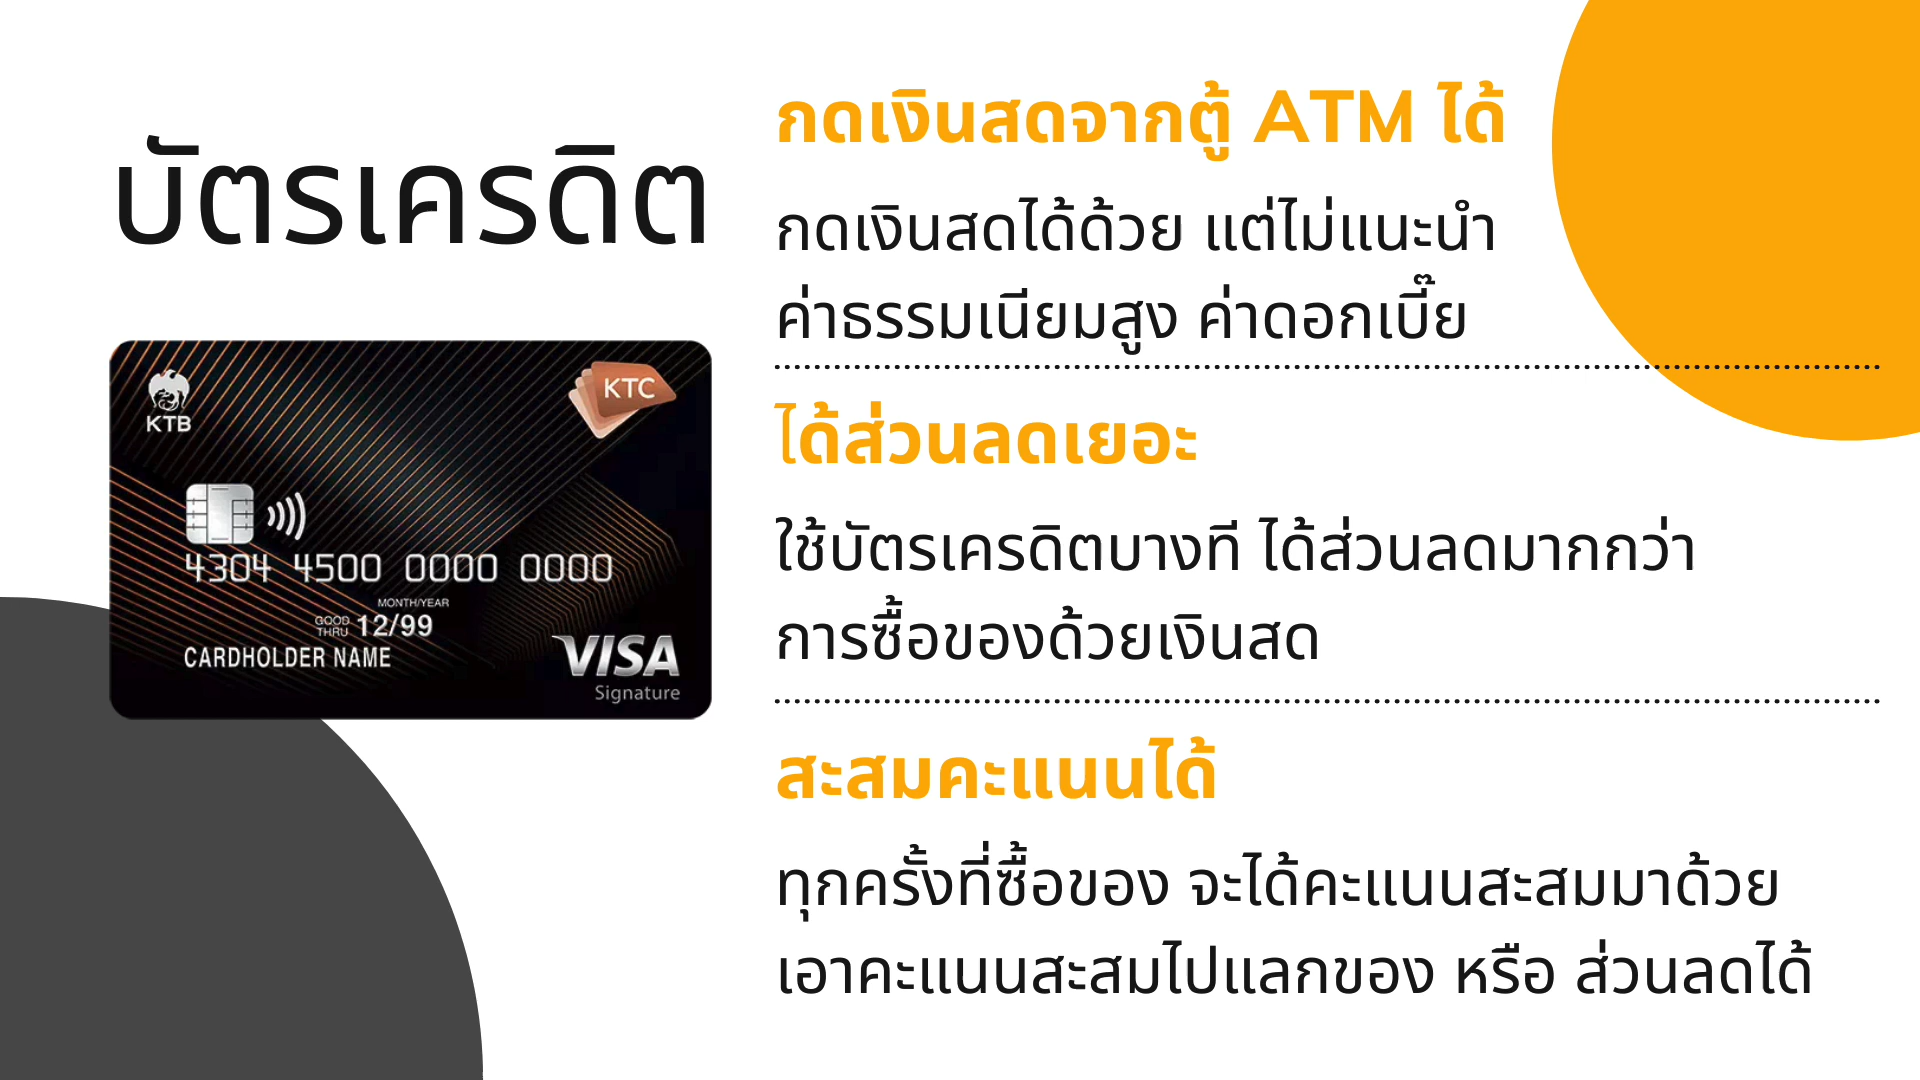 บัตรเครดิต
KTB
KTC
4304 4500 0000 0000
MONTH/YEAR
GOOD THRU 12/99
CARDHOLDER NAME
VISA
Signature
กดเงินสดจากตู้ ATM ได้
กดเงินสดได้ด้วย แต่ไม่แนะนำ
ค่าธรรมเนียมสูง ค่าดอกเบี๊ย
ได้ส่วนลดเยอะ
ใช้บัตรเครดิตบางที ได้ส่วนลดมากกว่า
การซื้อของด้วยเงินสด
สะสมคะแนนได้
ทุกครั้งที่ซื้อของ จะได้คะแนนสะสมมาด้วย
เอาคะแนนสะสมไปแลกของ หรือ ส่วนลดได้